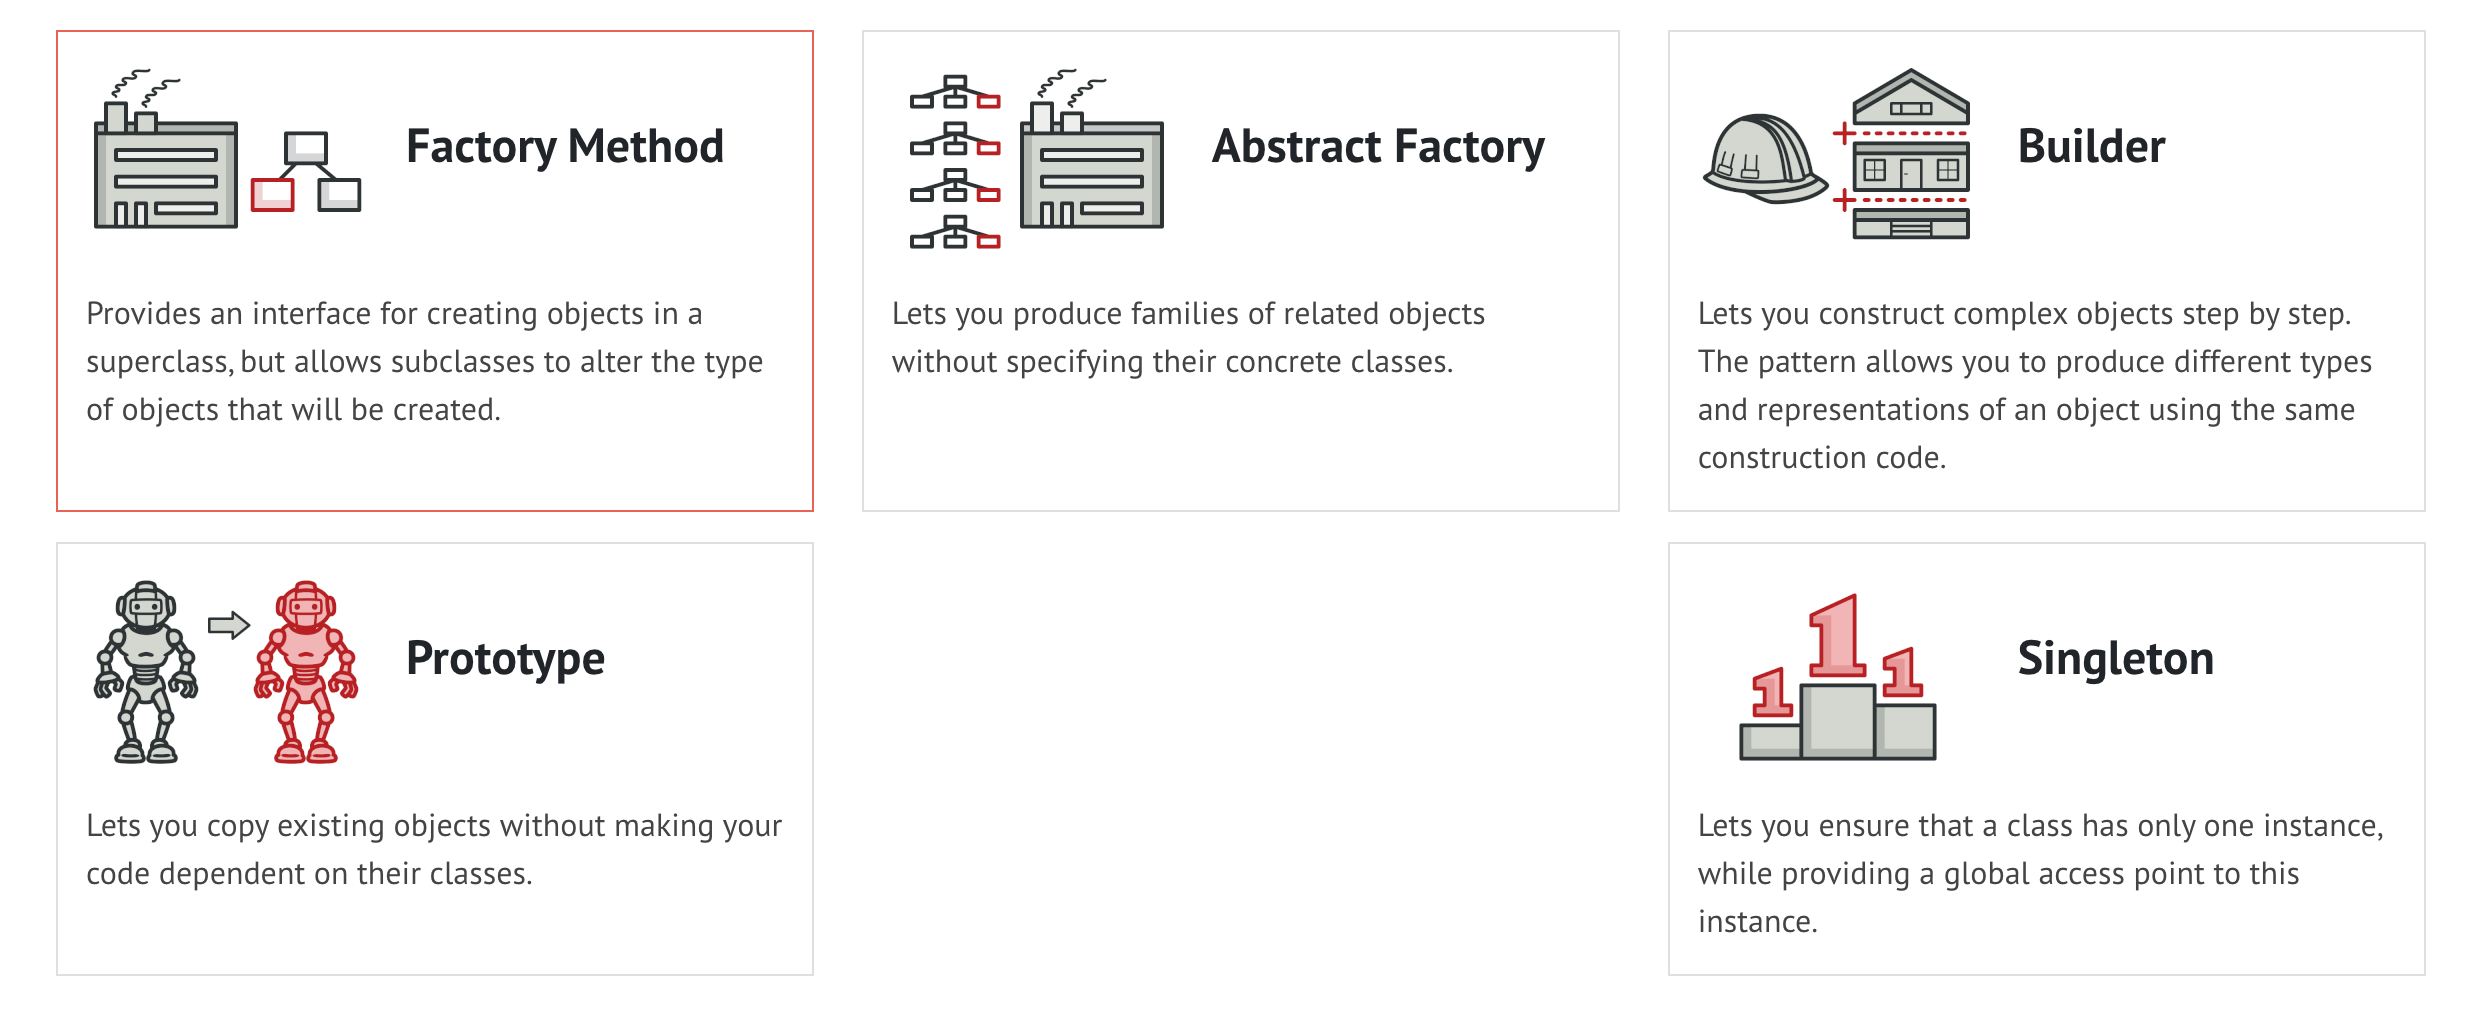 Factory Method
Provides an interface for creating objects in a
superclass, but allows subclasses to alter the type
of objects that will be created.
Abstract Factory
Lets you produce families of related objects
without specifying their concrete classes.
Builder
Lets you construct complex objects step by step.
The pattern allows you to produce different types
and representations of an object using the same
construction code.
Prototype
Lets you copy existing objects without making your
code dependent on their classes.
1
1
1
Singleton
Lets you ensure that a class has only one instance,
while providing a global access point to this
instance.